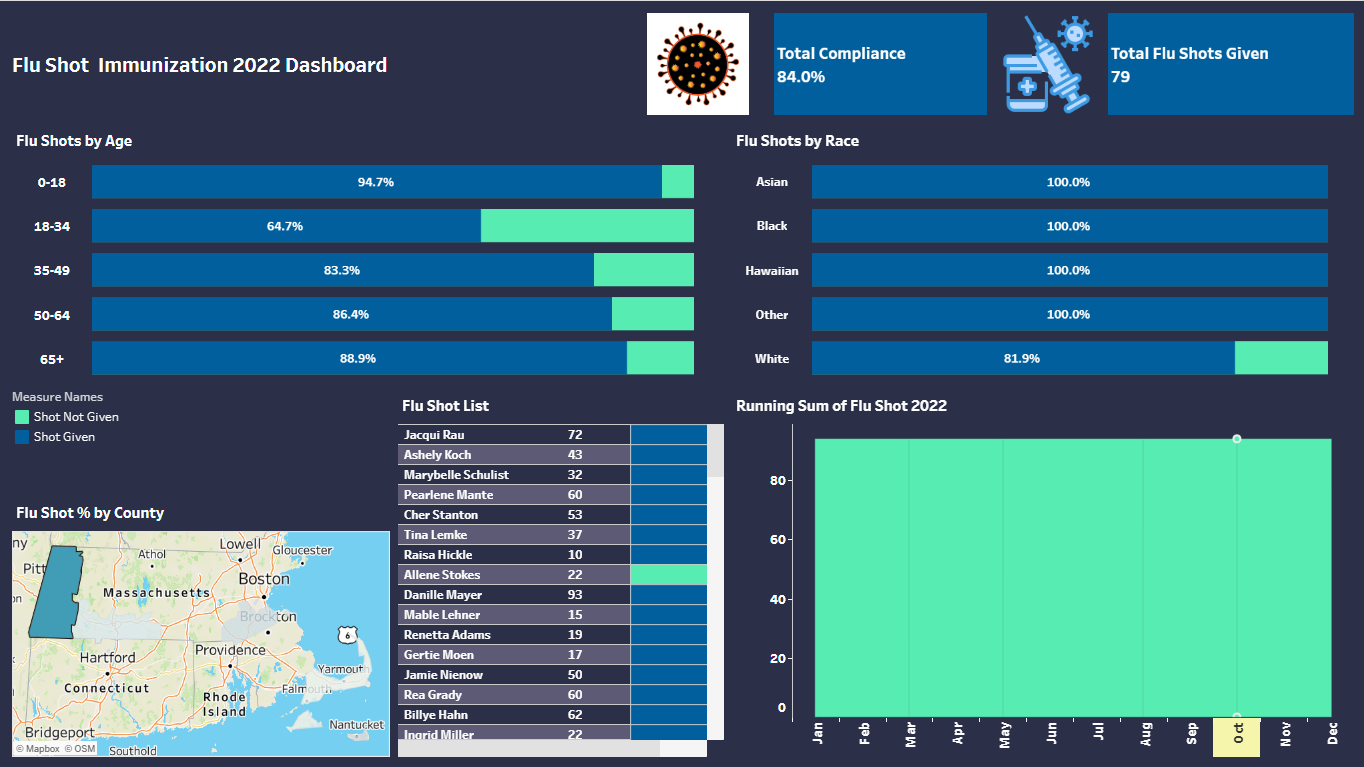 Flu Shot  Immunization 2022 Dashboard
Total Compliance
84.0%
Total Flu Shots Given
79
Flu Shots by Age
0-18 94.7%
18-34 64.7%
35-49 83.3%
50-64 86.4%
65+ 88.9%
Flu Shots by Race
Asian 100.0%
Black 100.0%
Hawaiian 100.0%
Other 100.0%
White 81.9%
Measure Names
Shot Not Given
Shot Given
Flu Shot % by County
ny
Pitt
on
Athol
Lowell
Gloucester
Boston
Massachusetts
Brockton
6
Providence
Hartford
Connecticut
Yarmouth
Falmouth
Rhode
Island
Nantucket
Bridgeport
© Mapbox © OSM
Southold
Flu Shot List
Jacqui Rau 72
Ashely Koch 43
Marybelle Schulist 32
Pearlene Mante 60
Cher Stanton 53
Tina Lemke 37
Raisa Hickle 10
Allene Stokes 22
Danille Mayer 93
Mable Lehner 15
Renetta Adams 19
Gertie Moen 17
Jamie Nienow 50
Rea Grady 60
Billye Hahn 62
Ingrid Miller 22
Running Sum of Flu Shot 2022
80
60
40
20
0
Jan Feb Mar Apr May Jun Jul Aug Sep Oct Nov Dec